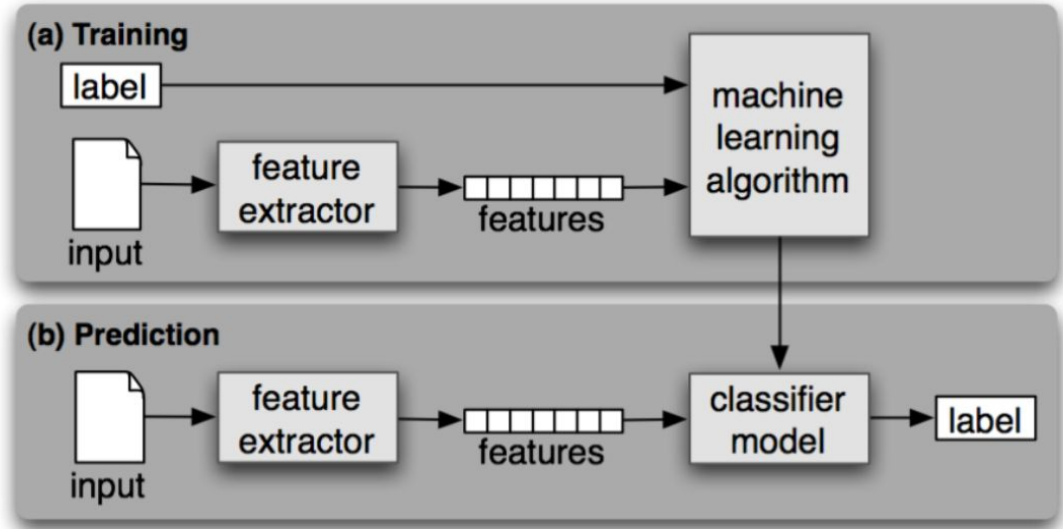 (a) Training
label
machine
learning
algorithm
feature
extractor
features
input
(b) Prediction
feature
extractor
features
classifier
model
label
input